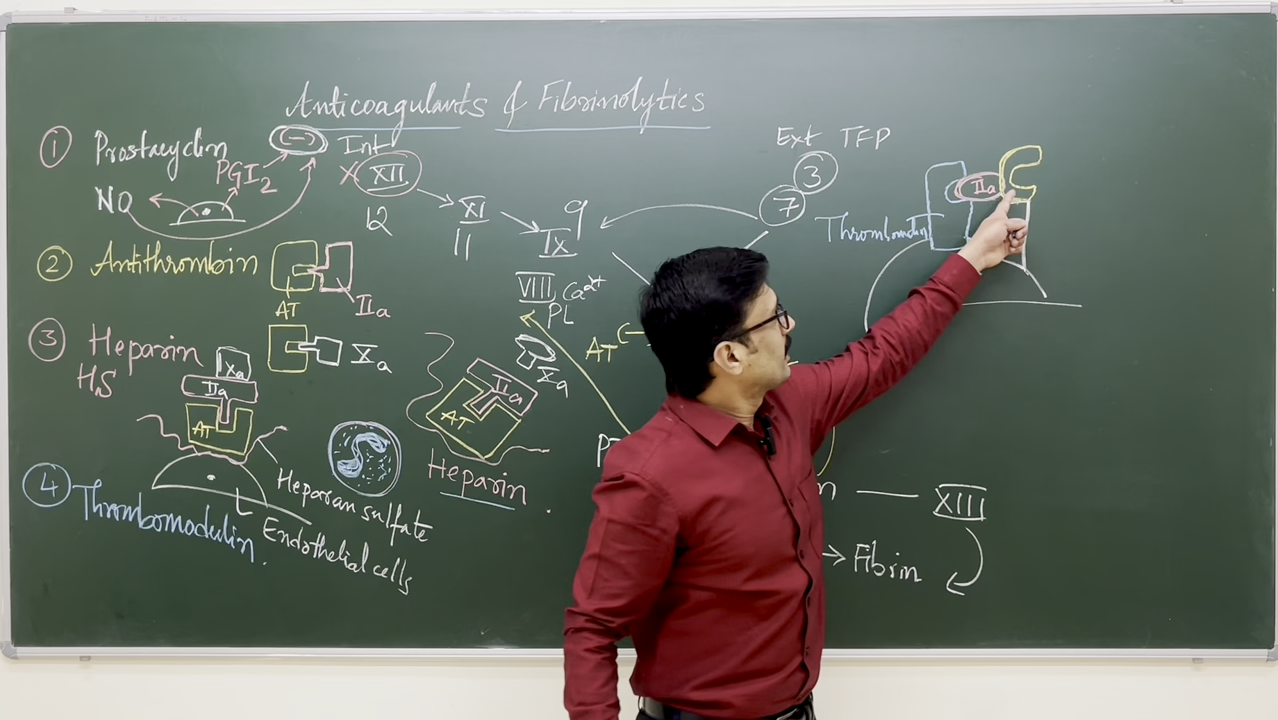 Anticoagulants & Fibrinolytics
① Prostacyclin
PGI₂
(-)
NO
Int
X XII
12
XI
11
9
IX
VIII Ca²⁺
PL
Xa
② Antithrombin
AT
IIa
Xa
③ Heparin
HS
Xa
IIa
AT
Heparan sulfate
Endothelial cells
④ Thrombomodulin.
IIa
AT
Heparin
Ext TFP
3
7
AT
Thrombomodulin
IIa
C
XIII
→ Fibrin